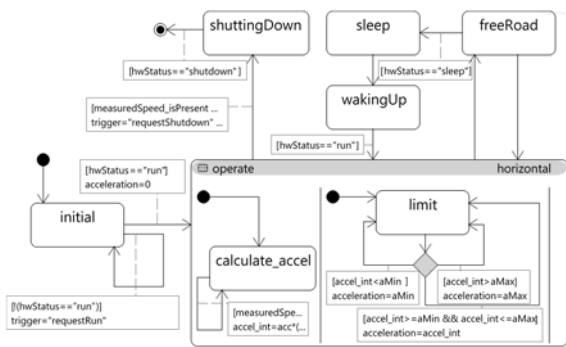 shuttingDown
sleep
freeRoad
[hwStatus=="shutdown" ]
[hwStatus=="sleep"]
[measuredSpeed_isPresent ...
trigger="requestShutdown" ...
wakingUp
[hwStatus=="run"]
[hwStatus=="run"]
acceleration=0
operate
horizontal
initial
limit
calculate_accel
[accel_int<aMin ]
acceleration=aMin
[accel_int>aMax]
acceleration=aMax
[!(hwStatus=="run")]
trigger="requestRun"
[measuredSpe...
accel_int=acc*(...
[accel_int>=aMin && accel_int<=aMax]
acceleration=accel_int